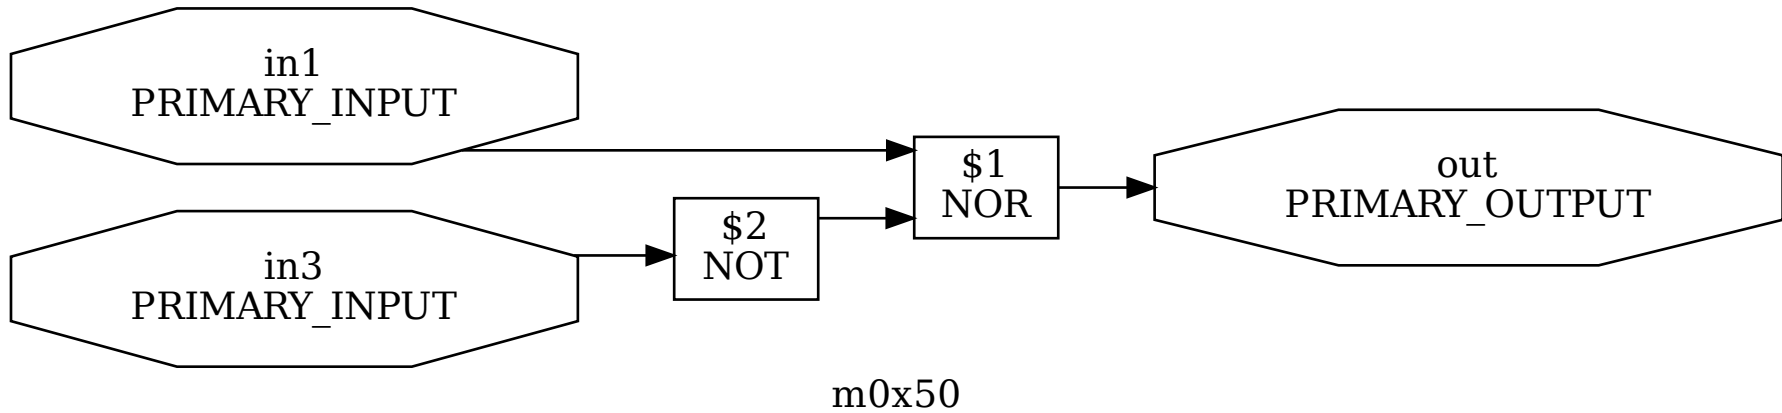 in1
PRIMARY_INPUT
$1
NOR
out
PRIMARY_OUTPUT
$2
NOT
in3
PRIMARY_INPUT
m0x50